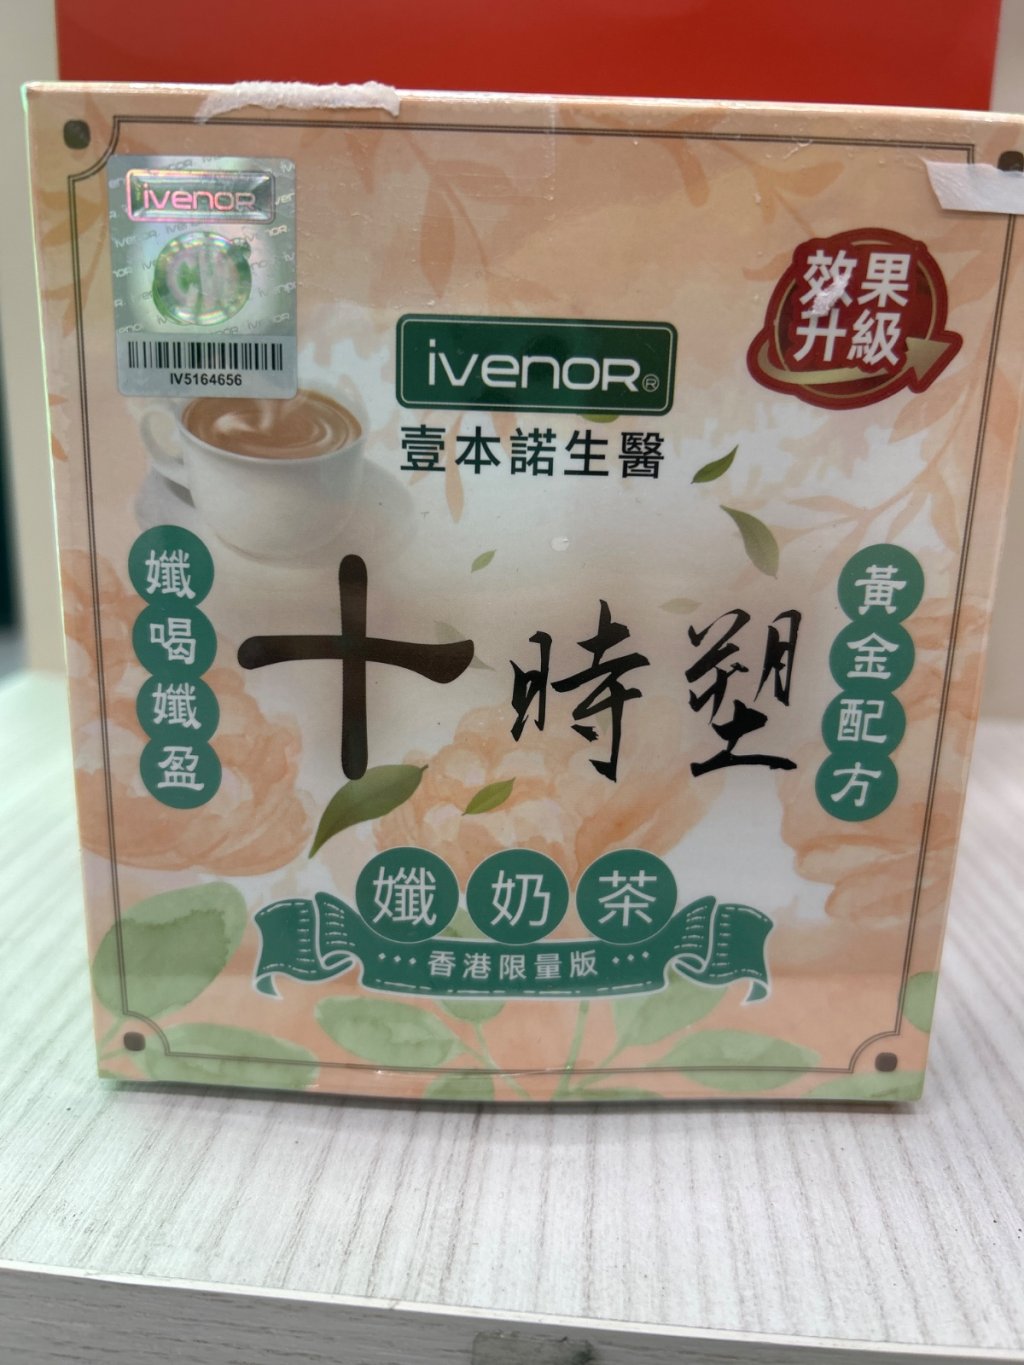 ivenor
IV5164656
ivenor®
壹本諾生醫
效果
升級
孅喝孅盈
十時塑
黃金配方
孅奶茶
香港限量版